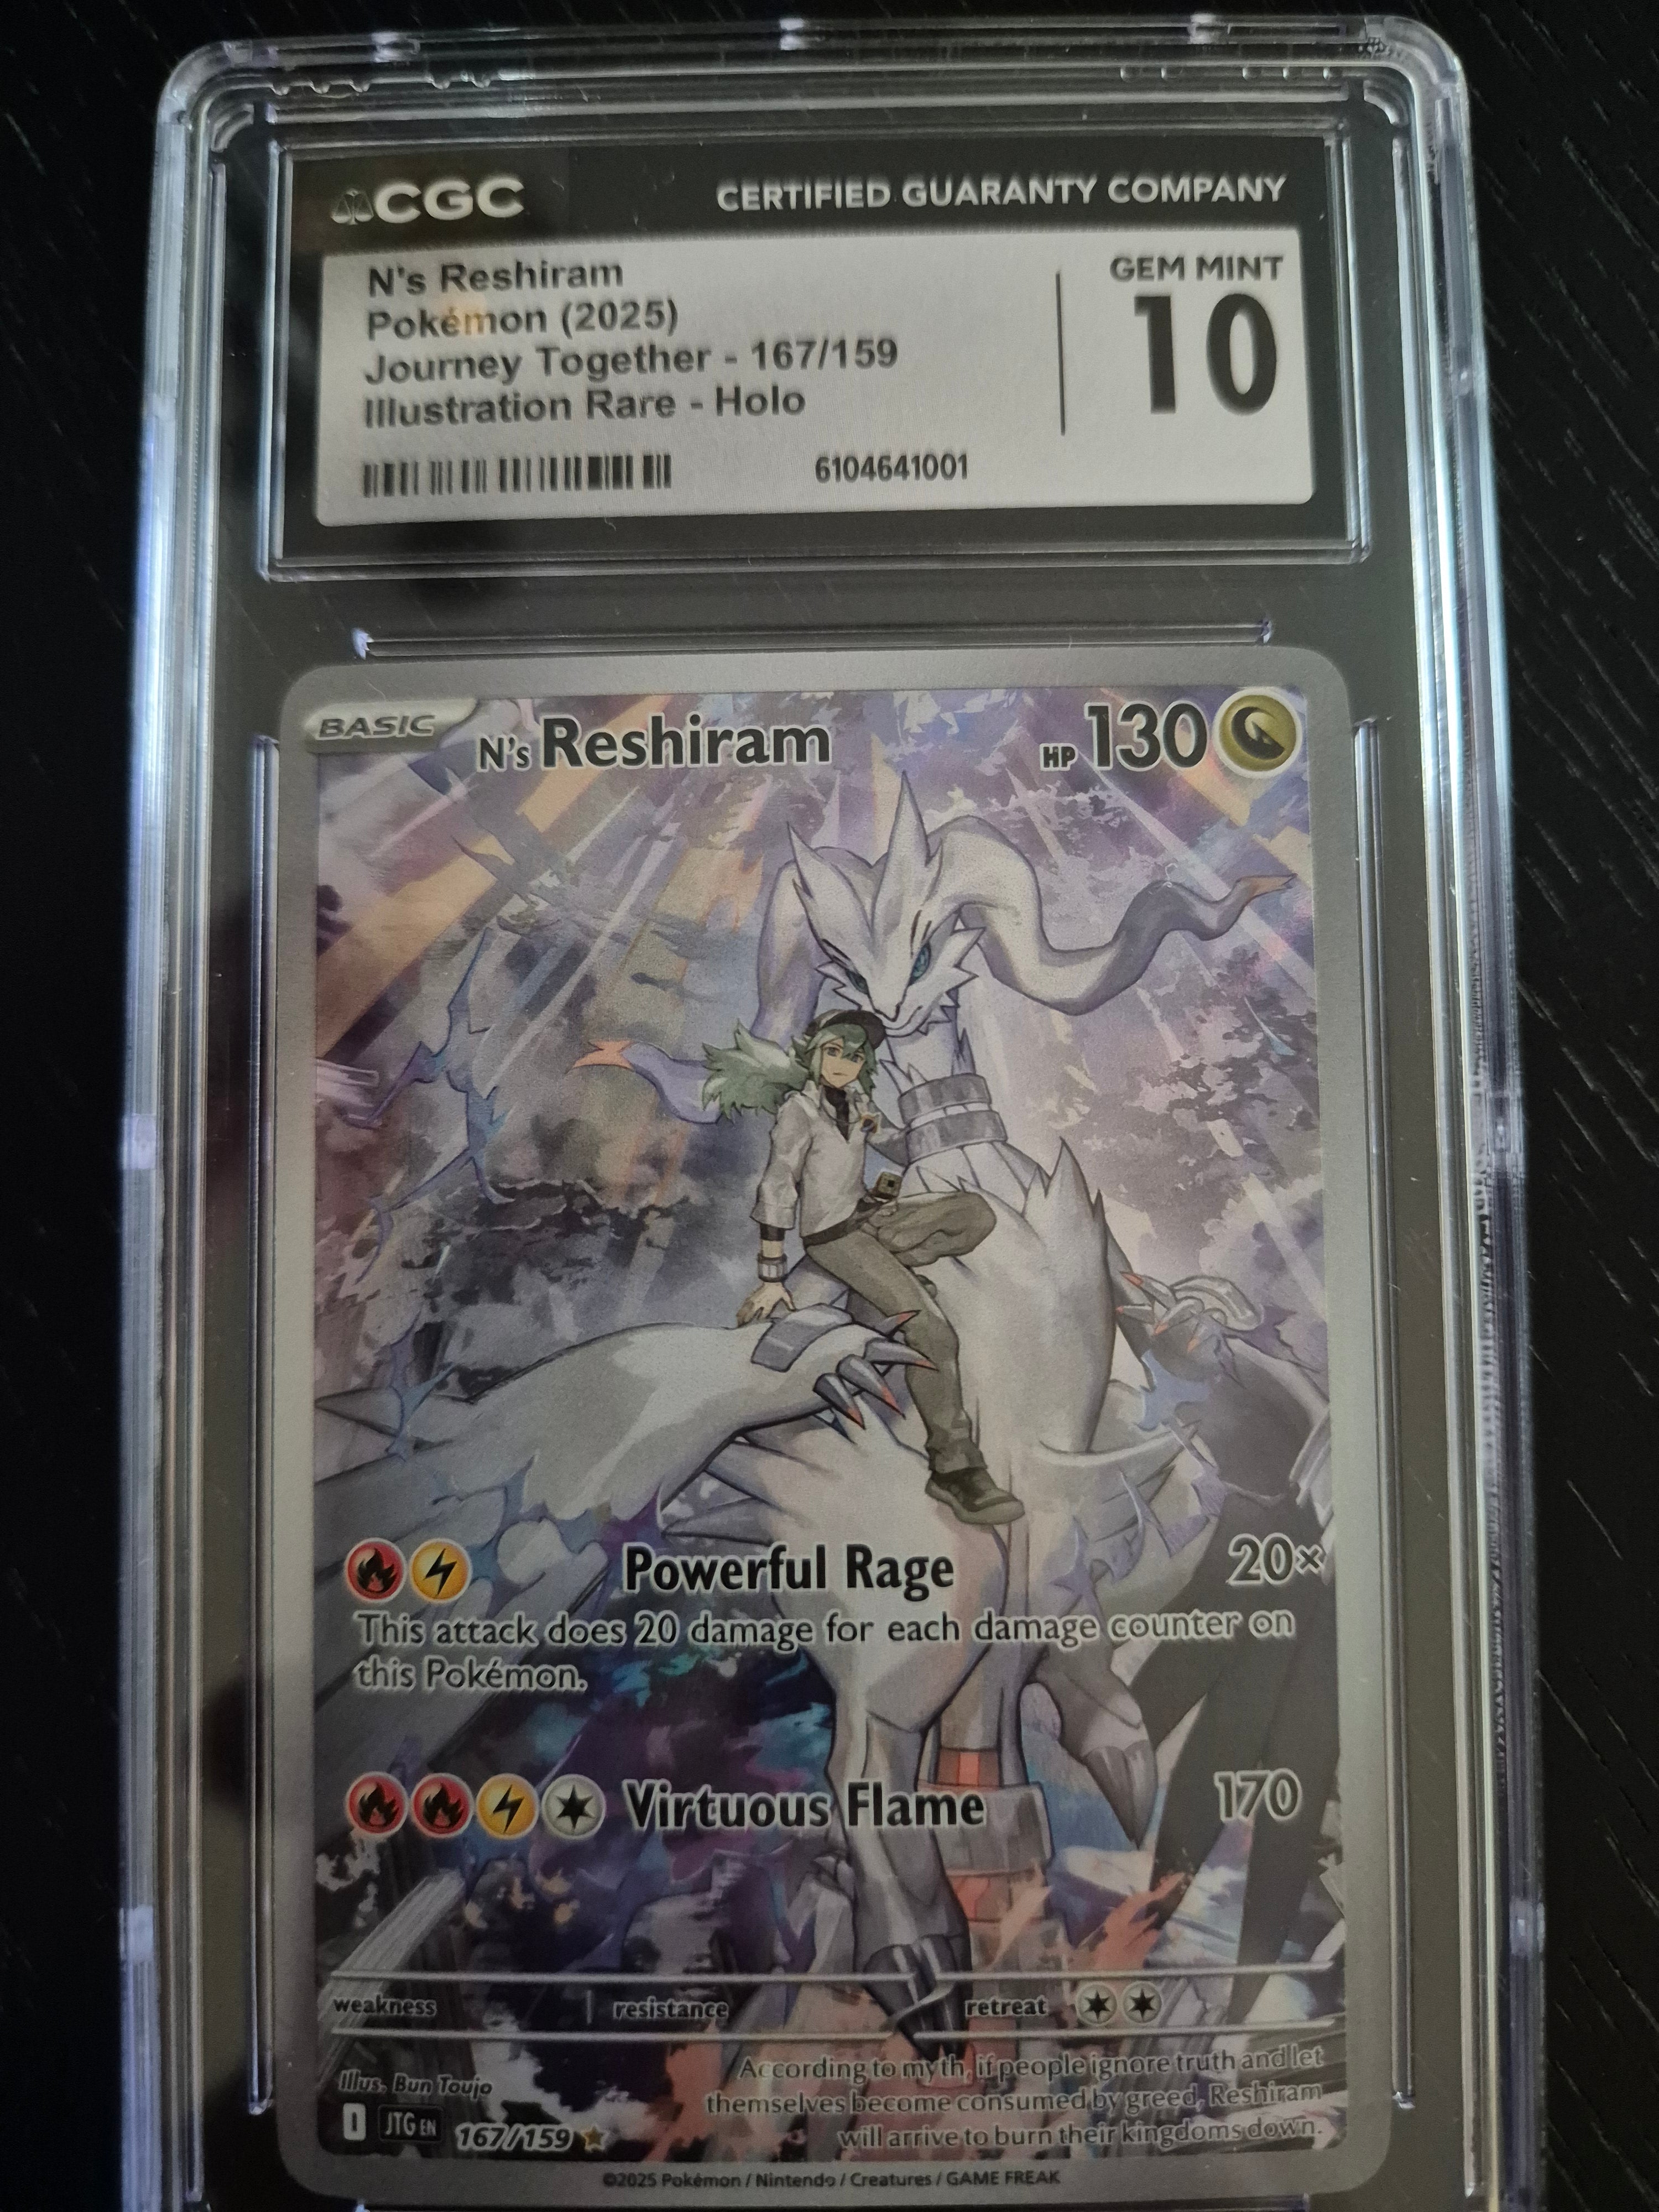 CGC CERTIFIED GUARANTY COMPANY
N's Reshiram
Pokémon (2025)
Journey Together - 167/159
Illustration Rare - Holo
6104641001
GEM MINT
10
BASIC
N's Reshiram
HP 130
Powerful Rage 20×
This attack does 20 damage for each damage counter on
this Pokémon.
Virtuous Flame 170
weakness resistance retreat
Illus. Bun Toujo
According to myth, if people ignore truth and let
themselves become consumed by greed, Reshiram
will arrive to burn their kingdoms down.
I JTG EN 167/159
©2025 Pokémon / Nintendo / Creatures / GAME FREAK